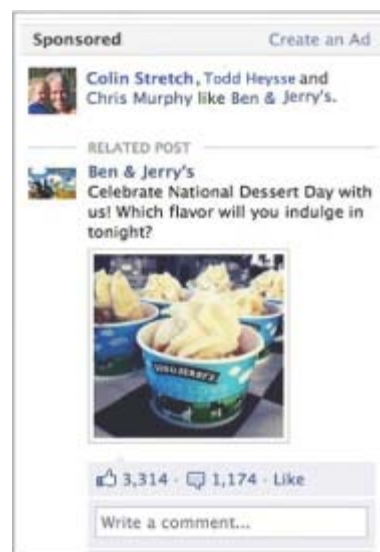 Sponsored Create an Ad
Colin Stretch, Todd Heysse and
Chris Murphy like Ben & Jerry's.
RELATED POST
Ben & Jerry's
Celebrate National Dessert Day with
us! Which flavor will you indulge in
tonight?
BEN & JERRY'S
3,314 · 1,174 · Like
Write a comment...